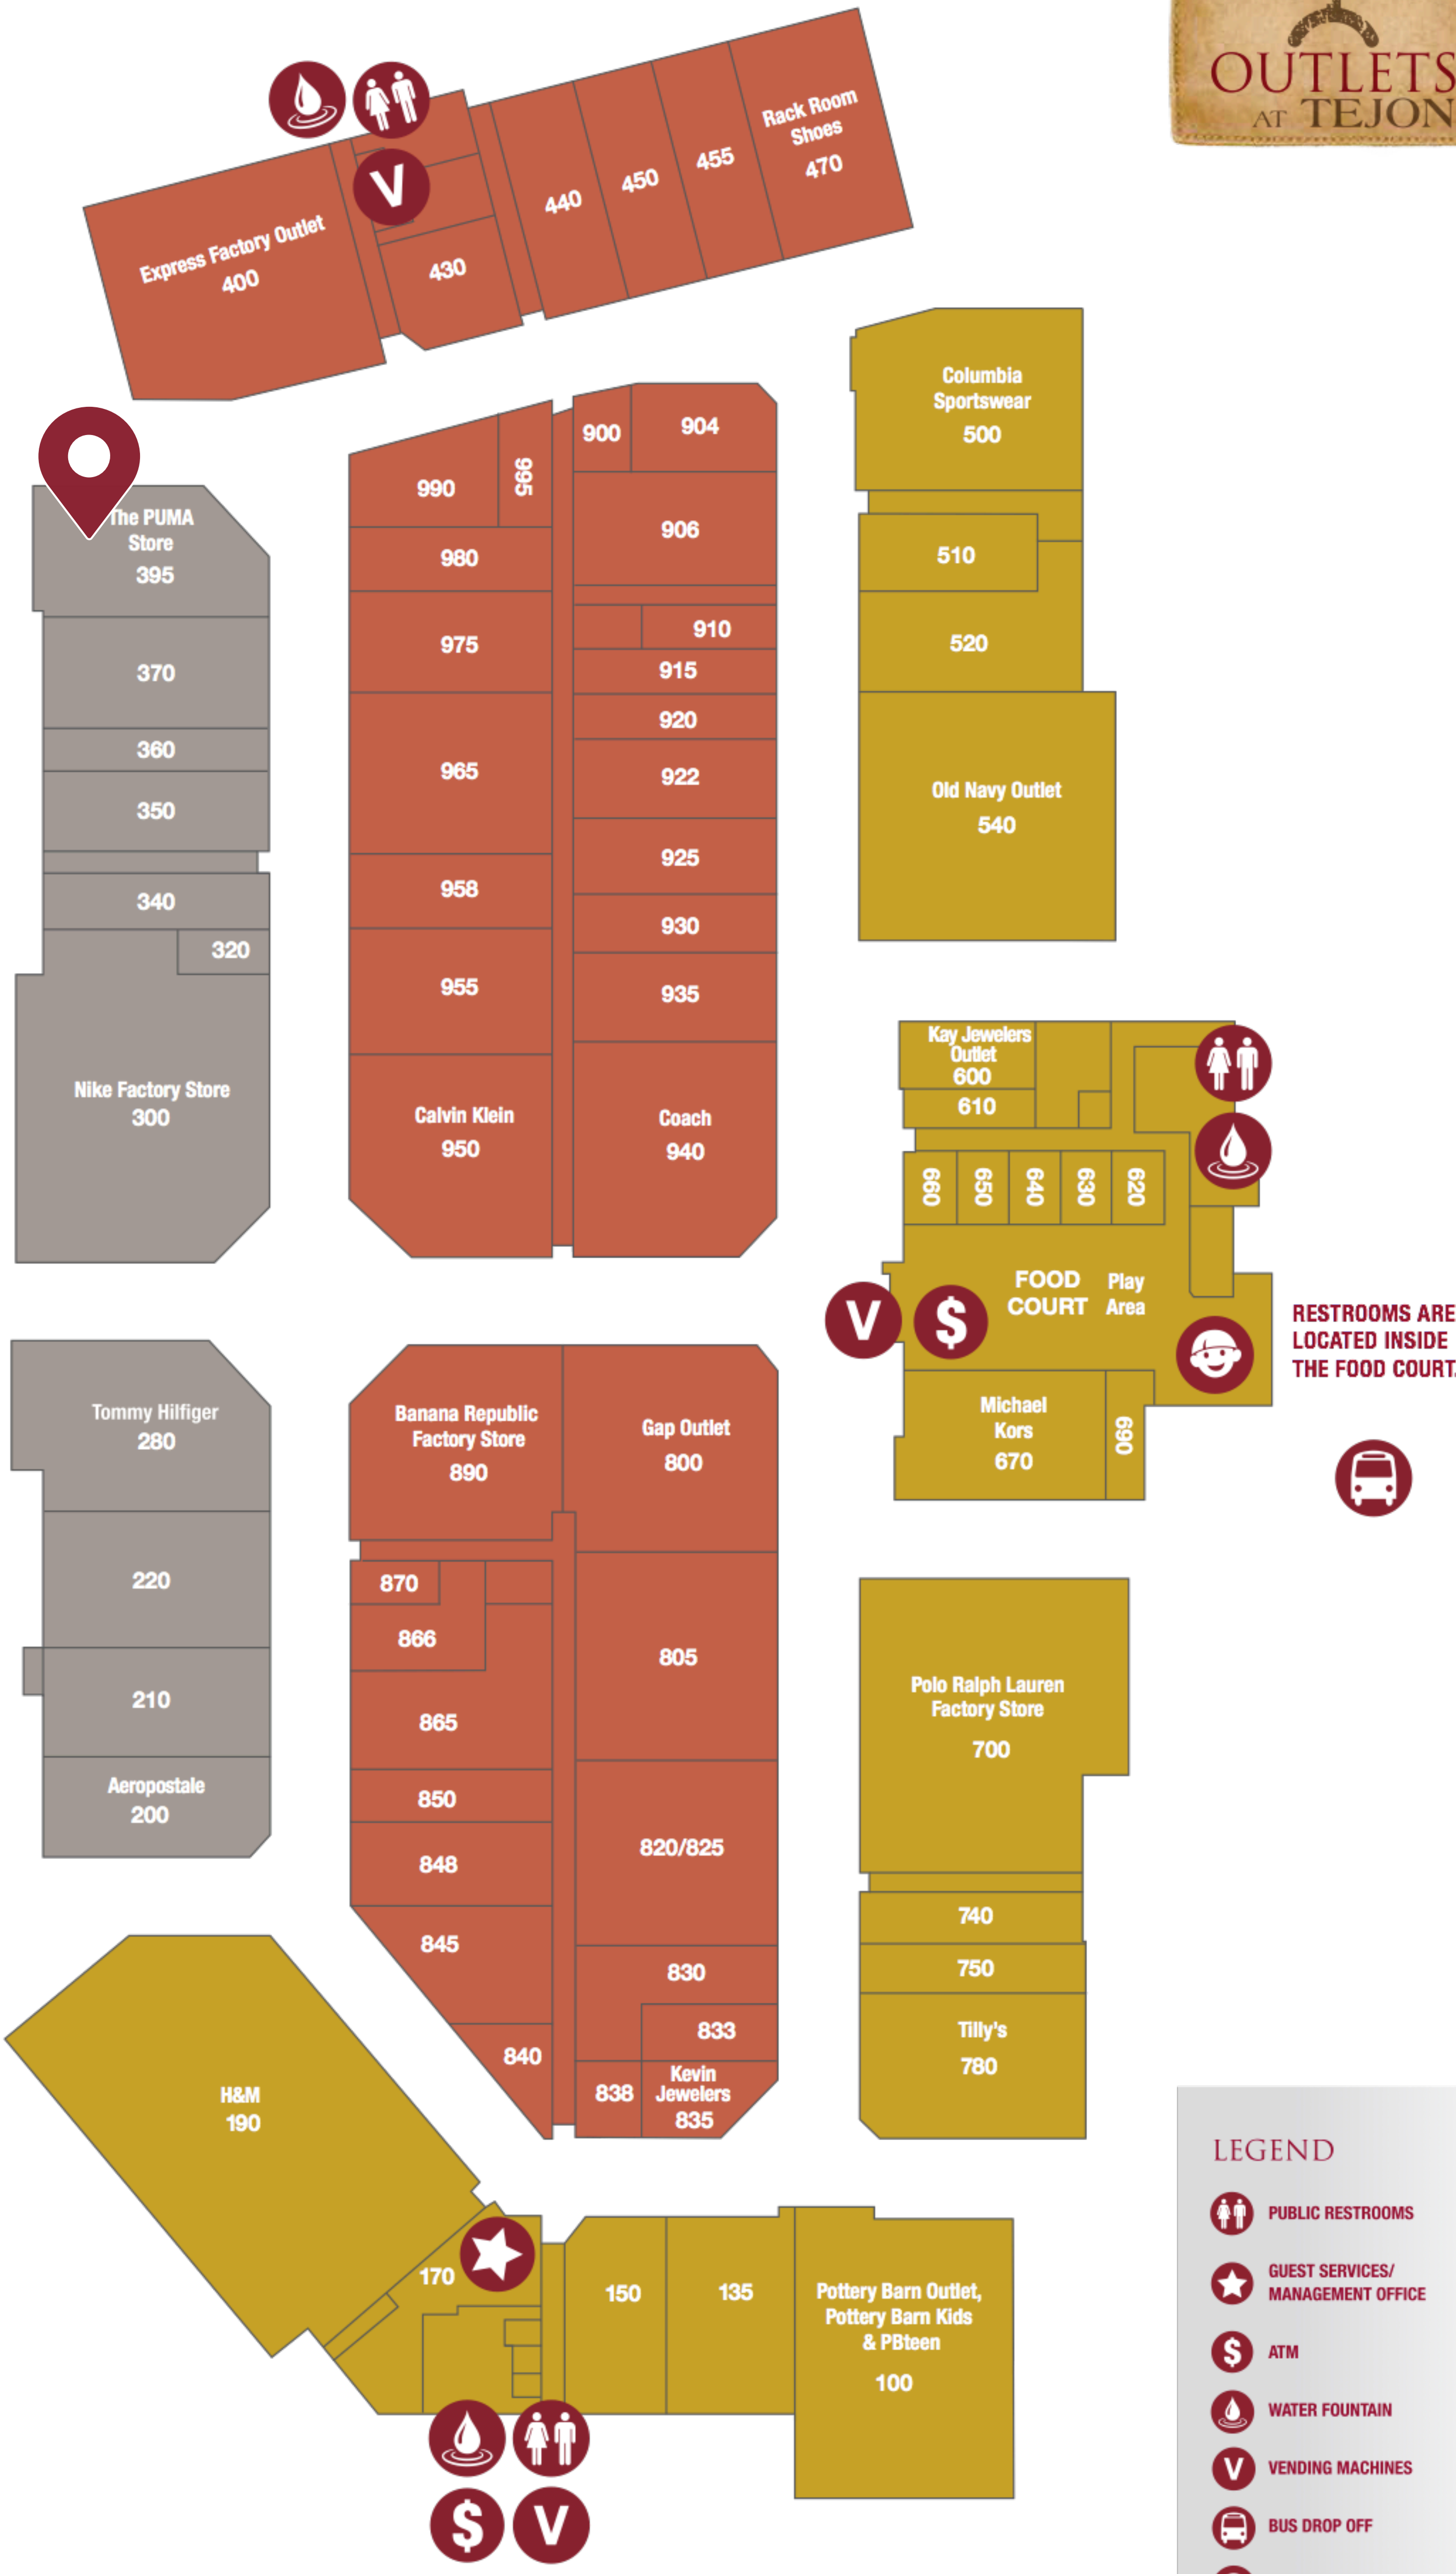 OUTLETS
AT TEJON
Rack Room
Shoes
470
455
450
440
V
Express Factory Outlet
400
430
Columbia
Sportswear
500
900
904
990
995
The PUMA
Store
395
906
980
510
910
975
520
370
915
920
360
965
922
Old Navy Outlet
540
350
925
958
340
930
320
955
935
Kay Jewelers
Outlet
600
610
Nike Factory Store
300
Calvin Klein
950
Coach
940
660
650
640
630
620
FOOD
COURT
Play
Area
V
$
RESTROOMS ARE
LOCATED INSIDE
THE FOOD COURT.
Tommy Hilfiger
280
Banana Republic
Factory Store
890
Gap Outlet
800
Michael
Kors
670
690
220
870
866
805
Polo Ralph Lauren
Factory Store
700
210
865
Aeropostale
200
850
848
820/825
740
845
830
750
833
Tilly's
780
840
838
Kevin
Jewelers
835
H&M
190
LEGEND
PUBLIC RESTROOMS
170
150
135
Pottery Barn Outlet,
Pottery Barn Kids
& PBteen
100
GUEST SERVICES/
MANAGEMENT OFFICE
$
ATM
WATER FOUNTAIN
V
VENDING MACHINES
$
V
BUS DROP OFF